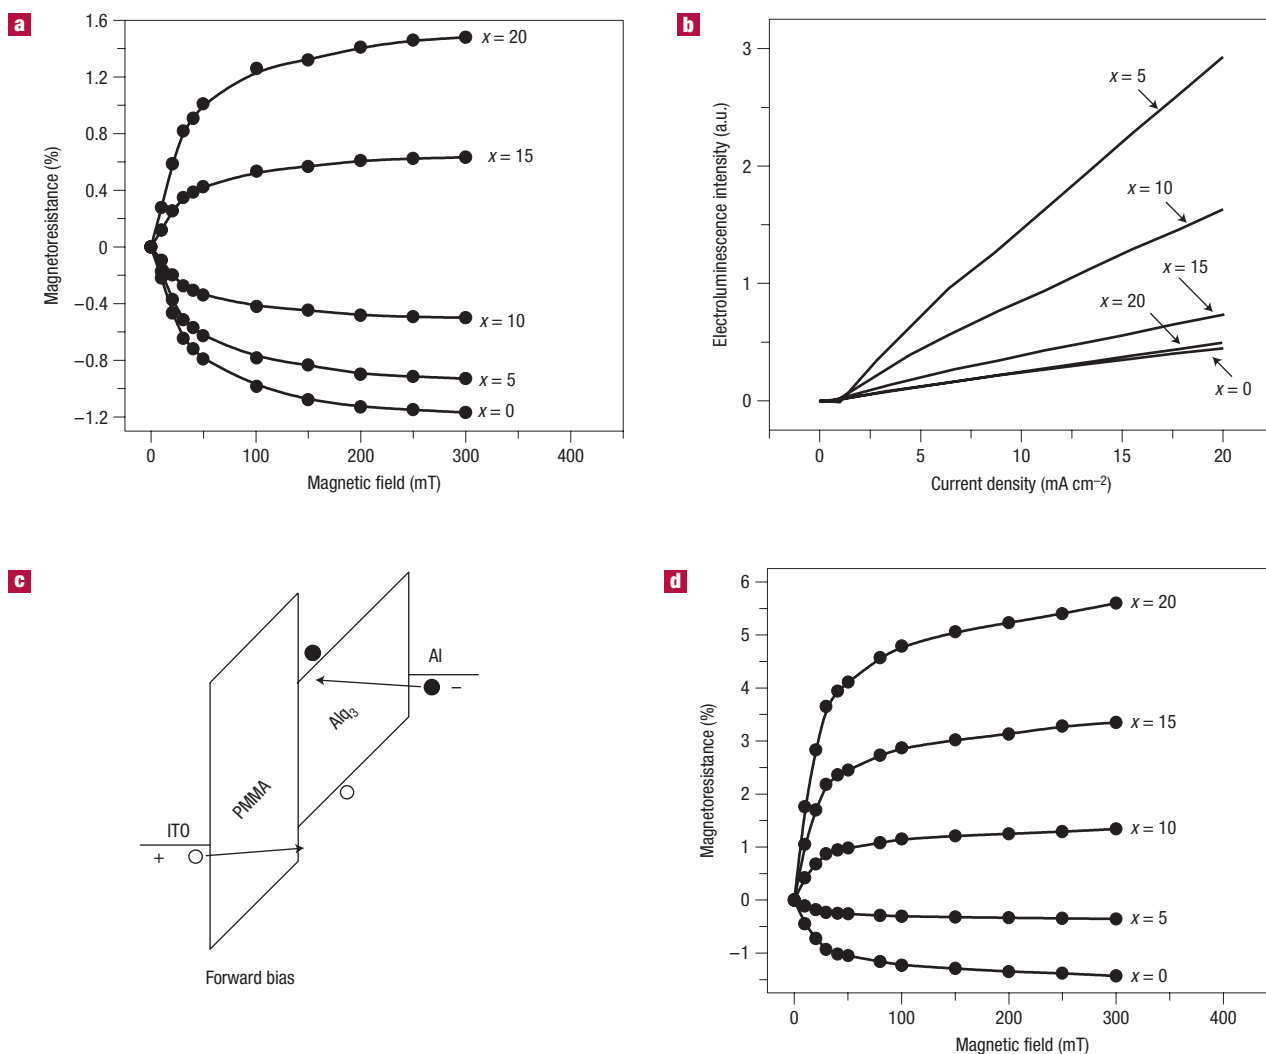 a
1.6
1.2
0.8
0.4
0
–0.4
–0.8
–1.2
Magnetoresistance (%)
x = 20
x = 15
x = 10
x = 5
x = 0
0
100
200
300
400
Magnetic field (mT)
b
3
2
1
0
Electroluminescence intensity (a.u.)
x = 5
x = 10
x = 15
x = 20
x = 0
0
5
10
15
20
Current density (mA cm–2)
c
Al
–
Alq3
PMMA
ITO
+
Forward bias
d
6
5
4
3
2
1
0
–1
Magnetoresistance (%)
x = 20
x = 15
x = 10
x = 5
x = 0
0
100
200
300
400
Magnetic field (mT)